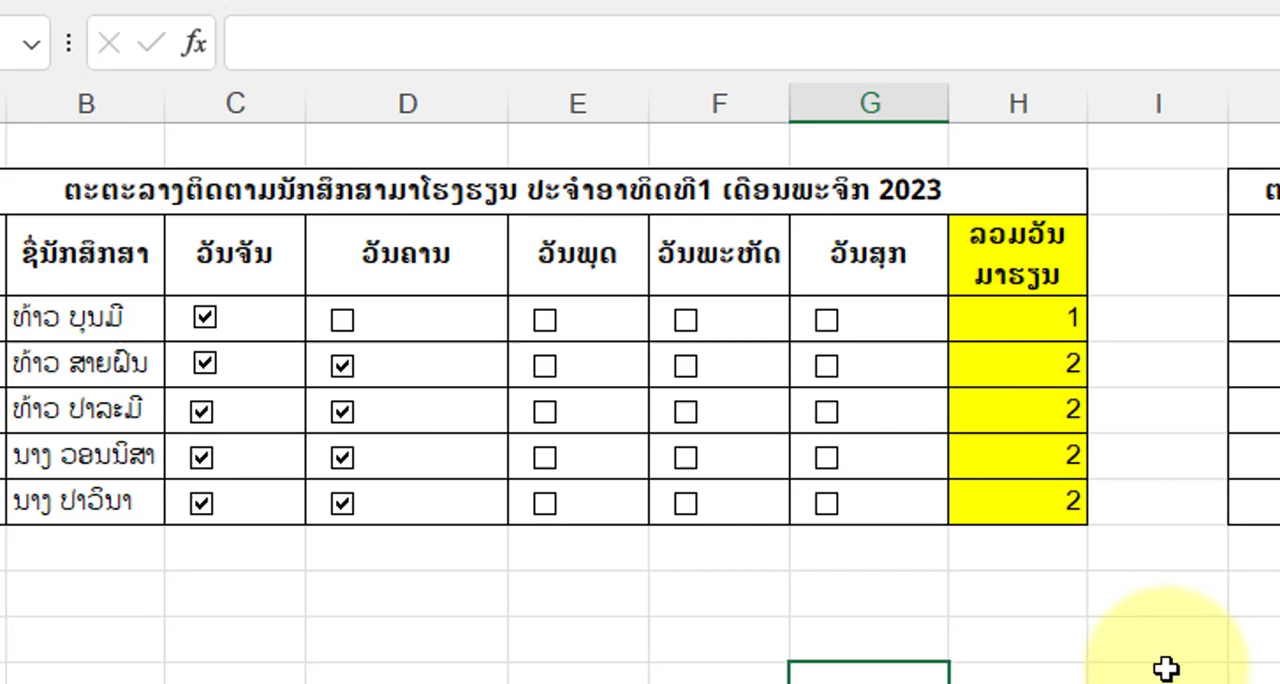 fx
B C D E F G H I
ຕະຕະລາງຕິດຕາມນັກສຶກສາມາໂຮງຮຽນ ປະຈຳອາທິດທີ1 ເດືອນພະຈິກ 2023
ຊື່ນັກສຶກສາ ວັນຈັນ ວັນຄານ ວັນພຸດ ວັນພະຫັດ ວັນສຸກ ລວມວັນ
ມາຮຽນ
ທ້າວ ບຸນມີ 1
ທ້າວ ສາຍຝົນ 2
ທ້າວ ປາລະມີ 2
ນາງ ວອນນິສາ 2
ນາງ ປາວິນາ 2